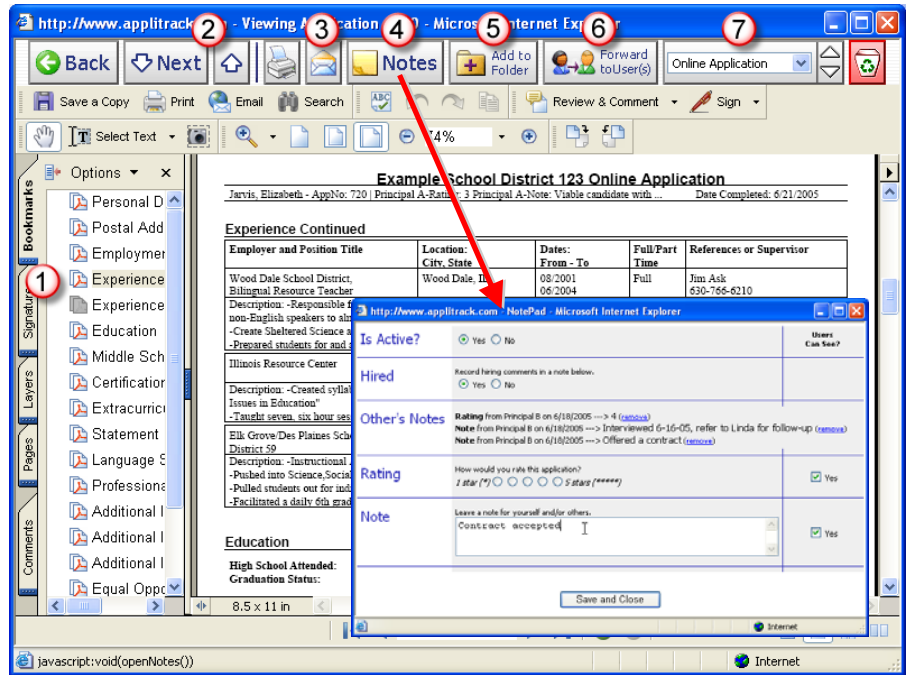 http://www.applitrack - Viewing Application - Microsoft Internet Explorer
2 3 4 5 6 7
Back Next Notes Add to Folder Forward toUser(s) Online Application
Save a Copy Print Email Search ABC Review & Comment Sign
Select Text 74%
Options x
Example School District 123 Online Application
Jarvis, Elizabeth - AppNo: 720 | Principal A-Rating: 3 Principal A-Note: Viable candidate with ... Date Completed: 6/21/2005
Bookmarks
Signatures
Layers
Pages
Comments
1
Personal D
Postal Add
Employmer
Experience
Experience
Education
Middle Sch
Certification
Extracurric
Statement
Language S
Professiona
Additional I
Additional I
Additional I
Equal Oppo
Experience Continued
Employer and Position Title Location: City, State Dates: From - To Full/Part Time References or Supervisor
Wood Dale School District, Wood Dale, IL 08/2001 Full Jim Ask
Bilingual Resource Teacher 06/2004 630-766-6210
Description: -Responsible f
non-English speakers to alm
-Create Sheltered Science a
-Prepared students for and
Illinois Resource Center
Description: -Created syllab
Issues in Education"
-Taught seven, six hour ses
Elk Grove/Des Plaines Scho
District 59
Description: -Instructional
-Pushed into Science,Social
-Pulled students out for indi
-Facilitated a daily 6th grad
Education
High School Attended:
Graduation Status:
8.5 x 11 in
http://www.applitrack.com - NotePad - Microsoft Internet Explorer
Is Active? Yes No Users Can See?
Hired Record hiring comments in a note below.
Yes No
Other's Notes Rating from Principal B on 6/18/2005 ---> 4 (remove)
Note from Principal B on 6/18/2005 ---> Interviewed 6-16-05, refer to Linda for follow-up (remove)
Note from Principal B on 6/18/2005 ---> Offered a contract (remove)
Rating How would you rate this application?
1 star (*) 5 stars (*****) Yes
Note Leave a note for yourself and/or others.
Contract accepted Yes
Save and Close
Internet
javascript:void(openNotes()) Internet